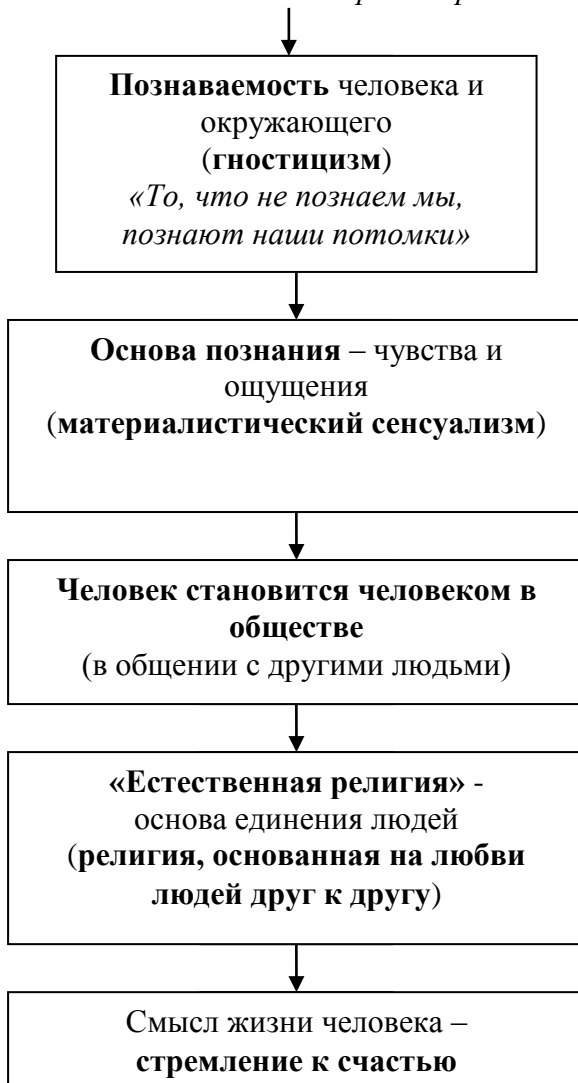 Познаваемость человека и
окружающего
(гностицизм)
«То, что не познаем мы,
познают наши потомки»
Основа познания – чувства и
ощущения
(материалистический сенсуализм)
Человек становится человеком в
обществе
(в общении с другими людьми)
«Естественная религия» -
основа единения людей
(религия, основанная на любви
людей друг к другу)
Смысл жизни человека –
стремление к счастью